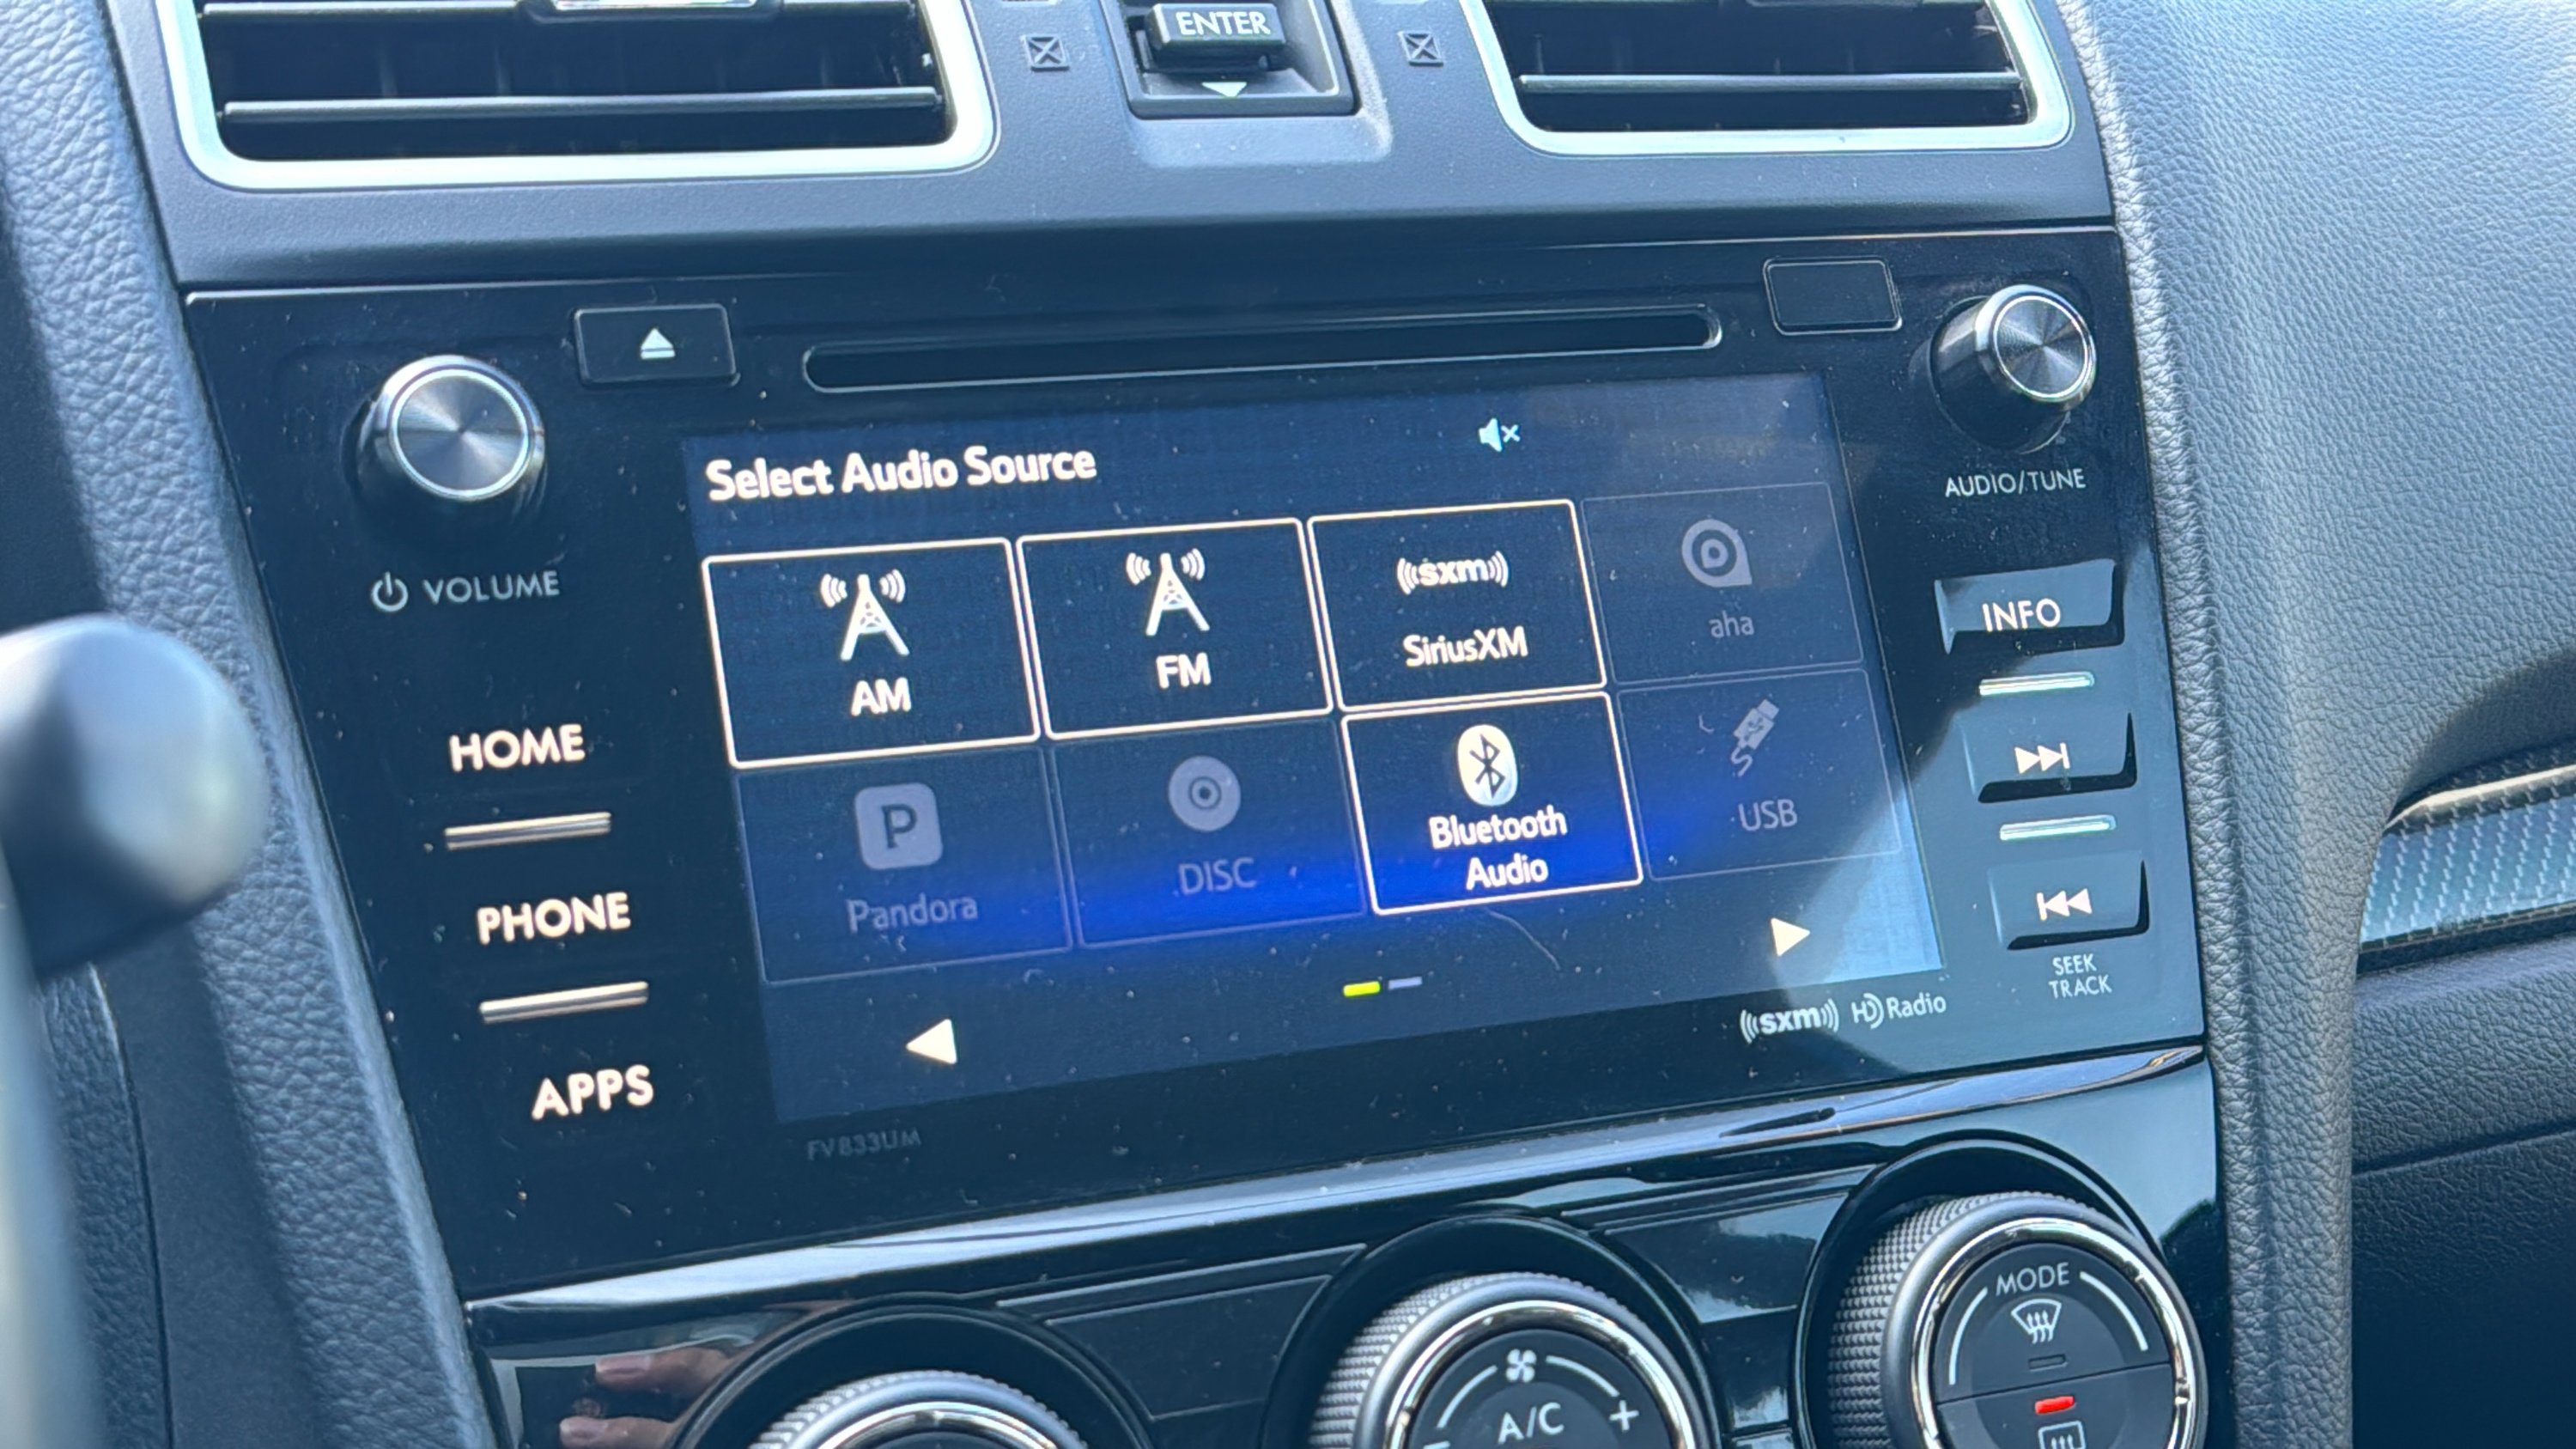 ENTER
Select Audio Source
AUDIO/TUNE
VOLUME
AM
FM
sxm
SiriusXM
aha
INFO
HOME
P
Pandora
DISC
Bluetooth
Audio
USB
PHONE
SEEK
TRACK
sxm HD Radio
APPS
FV833UM
MODE
A/C +